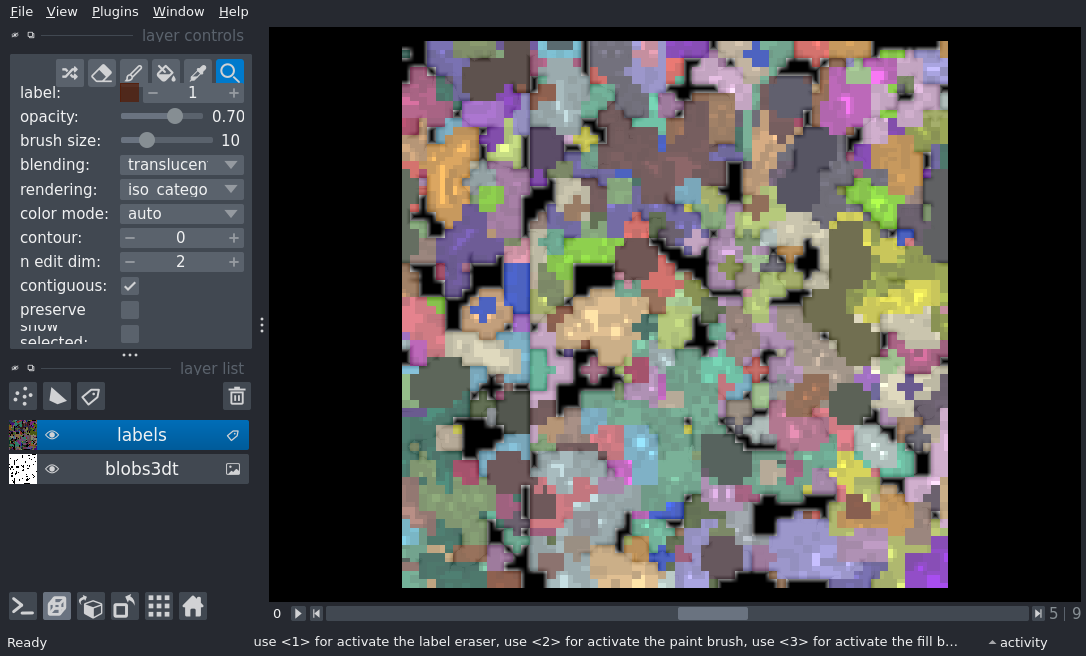 File View Plugins Window Help
layer controls
label: 1
opacity: 0.70
brush size: 10
blending: translucen
rendering: iso_catego
color mode: auto
contour: 0
n edit dim: 2
contiguous:
preserve
show
selected:
layer list
labels
blobs3dt
0 5 | 9
Ready use <1> for activate the label eraser, use <2> for activate the paint brush, use <3> for activate the fill b... activity